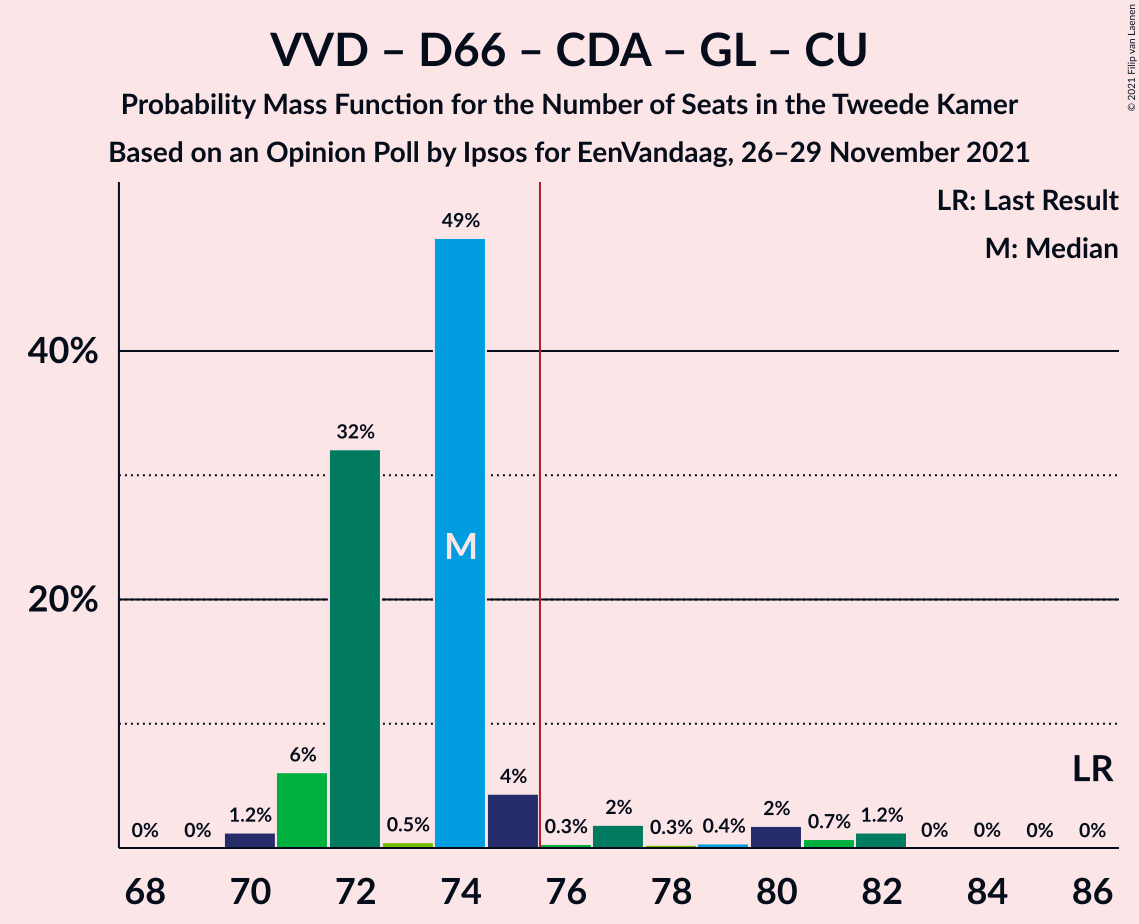 VVD – D66 – CDA – GL – CU
Probability Mass Function for the Number of Seats in the Tweede Kamer
Based on an Opinion Poll by Ipsos for EenVandaag, 26–29 November 2021
© 2021 Filip van Laenen
LR: Last Result
M: Median
49%
40%
32%
M
20%
6%
4%
LR
0% 0% 1.2% 0.5% 0.3% 2% 0.3% 0.4% 2% 0.7% 1.2% 0% 0% 0% 0%
68 70 72 74 76 78 80 82 84 86